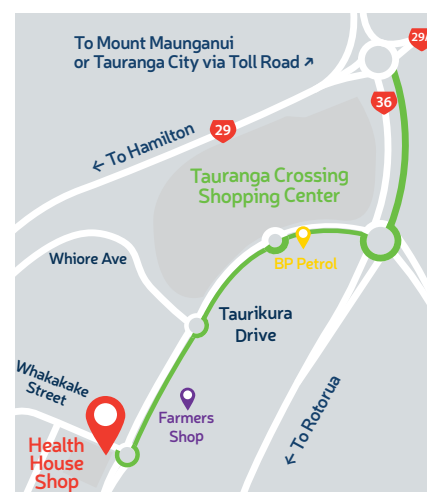 To Mount Maunganui
or Tauranga City via Toll Road ↗
29A
36
29
← To Hamilton
Tauranga Crossing
Shopping Center
Whiore Ave
BP Petrol
Taurikura
Drive
Whakakake
Street
Farmers
Shop
← To Rotorua
Health
House
Shop